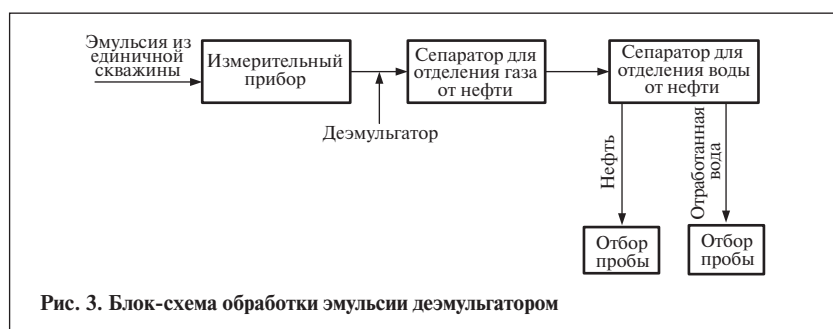 Эмульсия из
единичной
скважины
Измерительный
прибор
Сепаратор для
отделения газа
от нефти
Сепаратор для
отделения воды
от нефти
Деэмульгатор
Нефть
Отработанная
вода
Отбор
пробы
Отбор
пробы
Рис. 3. Блок-схема обработки эмульсии деэмульгатором